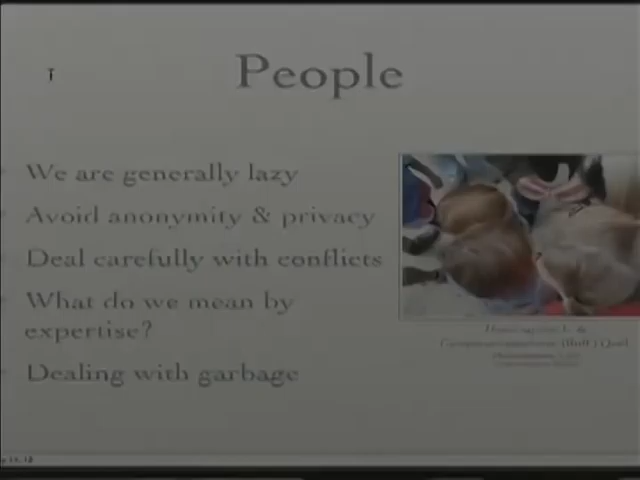 People
We are generally lazy
Avoid anonymity & privacy
Deal carefully with conflicts
What do we mean by
expertise?
Dealing with garbage